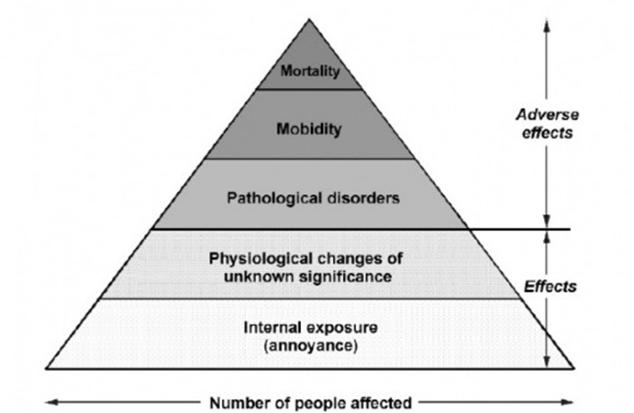 Mortality
Mobidity
Adverse
effects
Pathological disorders
Physiological changes of
unknown significance
Effects
Internal exposure
(annoyance)
Number of people affected